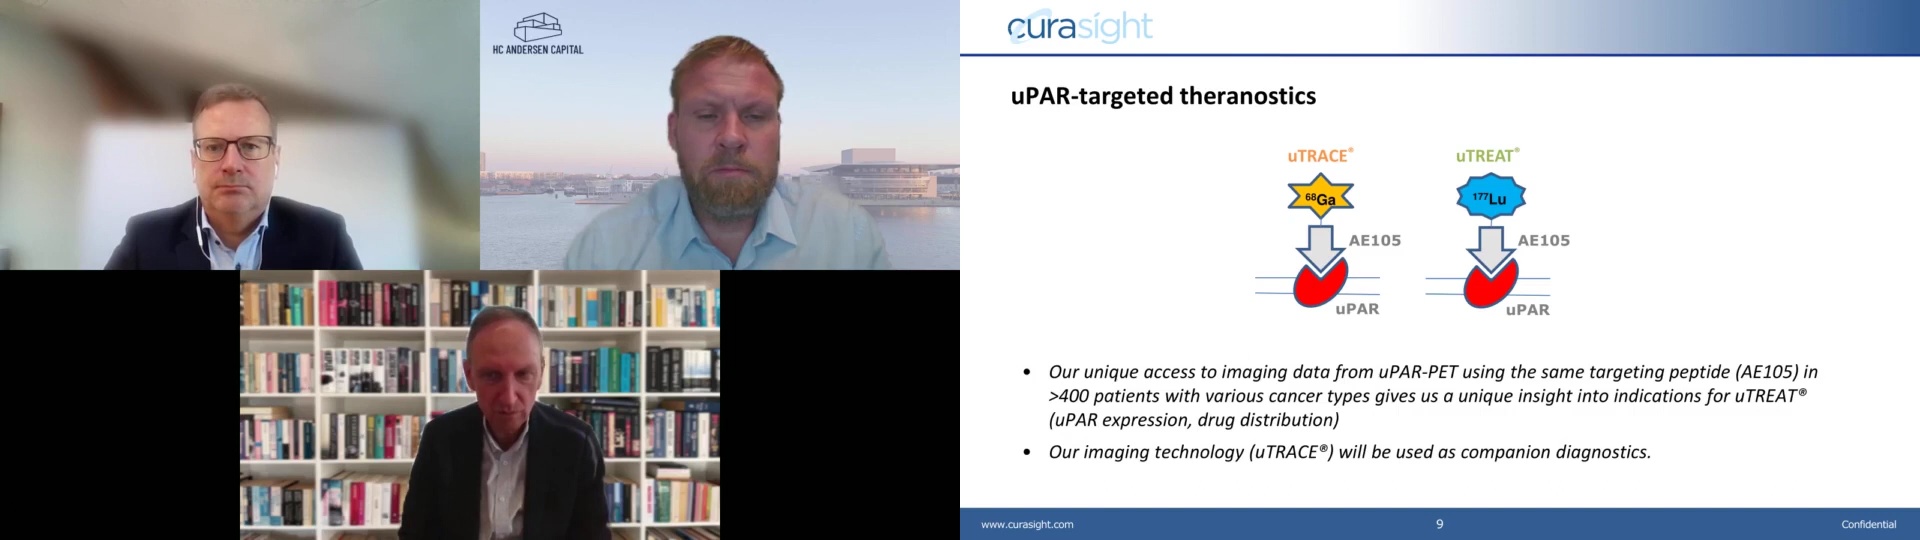 HC ANDERSEN CAPITAL
curasight
uPAR-targeted theranostics
uTRACE®
uTREAT®
68Ga
177Lu
AE105
AE105
uPAR
uPAR
• Our unique access to imaging data from uPAR-PET using the same targeting peptide (AE105) in
>400 patients with various cancer types gives us a unique insight into indications for uTREAT®
(uPAR expression, drug distribution)
• Our imaging technology (uTRACE®) will be used as companion diagnostics.
www.curasight.com
9
Confidential